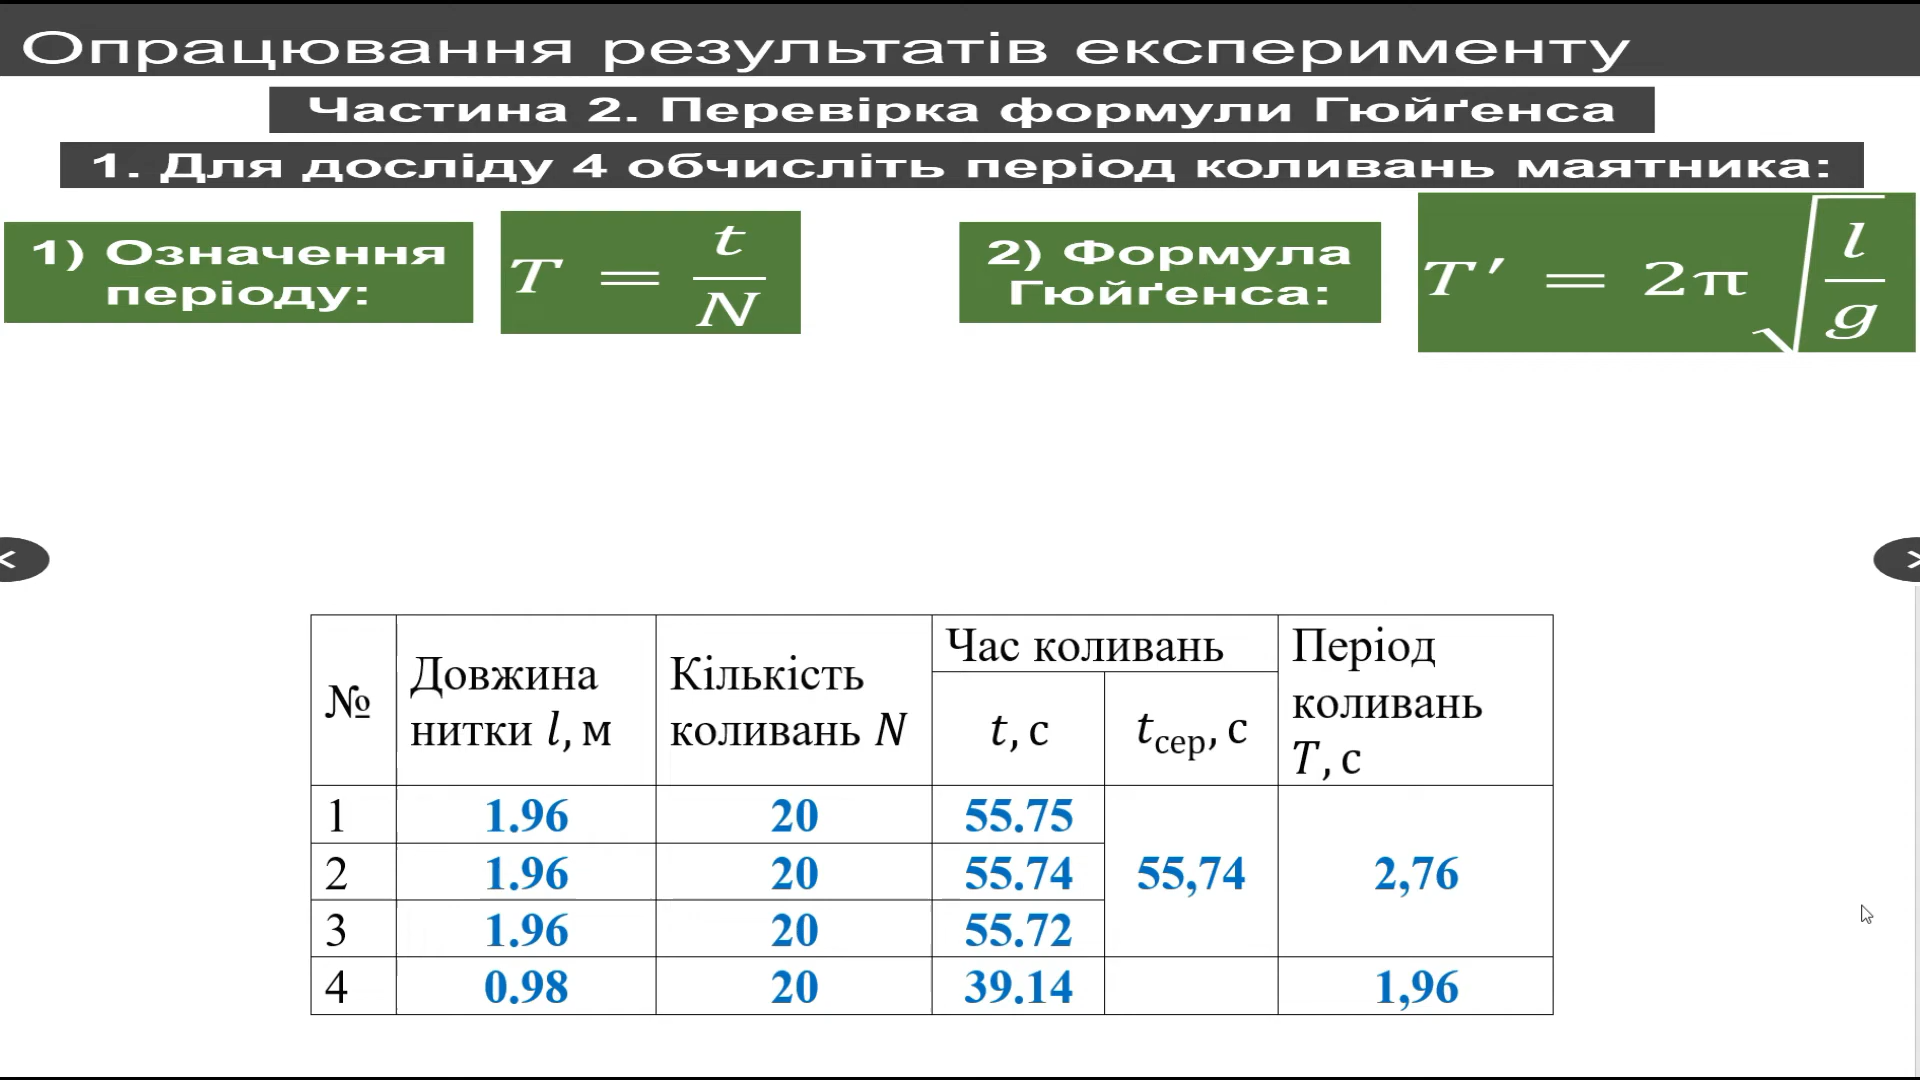 Опрацювання результатів експерименту
Частина 2. Перевірка формули Гюйґенса
1. Для досліду 4 обчисліть період коливань маятника:
1) Означення
періоду:
T = t/N
2) Формула
Гюйґенса:
T′ = 2π√(l/g)
<
>
№
Довжина
нитки l, м
Кількість
коливань N
Час коливань
t, с
tсер, с
Період
коливань
T, с
1 1.96 20 55.75
2 1.96 20 55.74 55,74 2,76
3 1.96 20 55.72
4 0.98 20 39.14 1,96